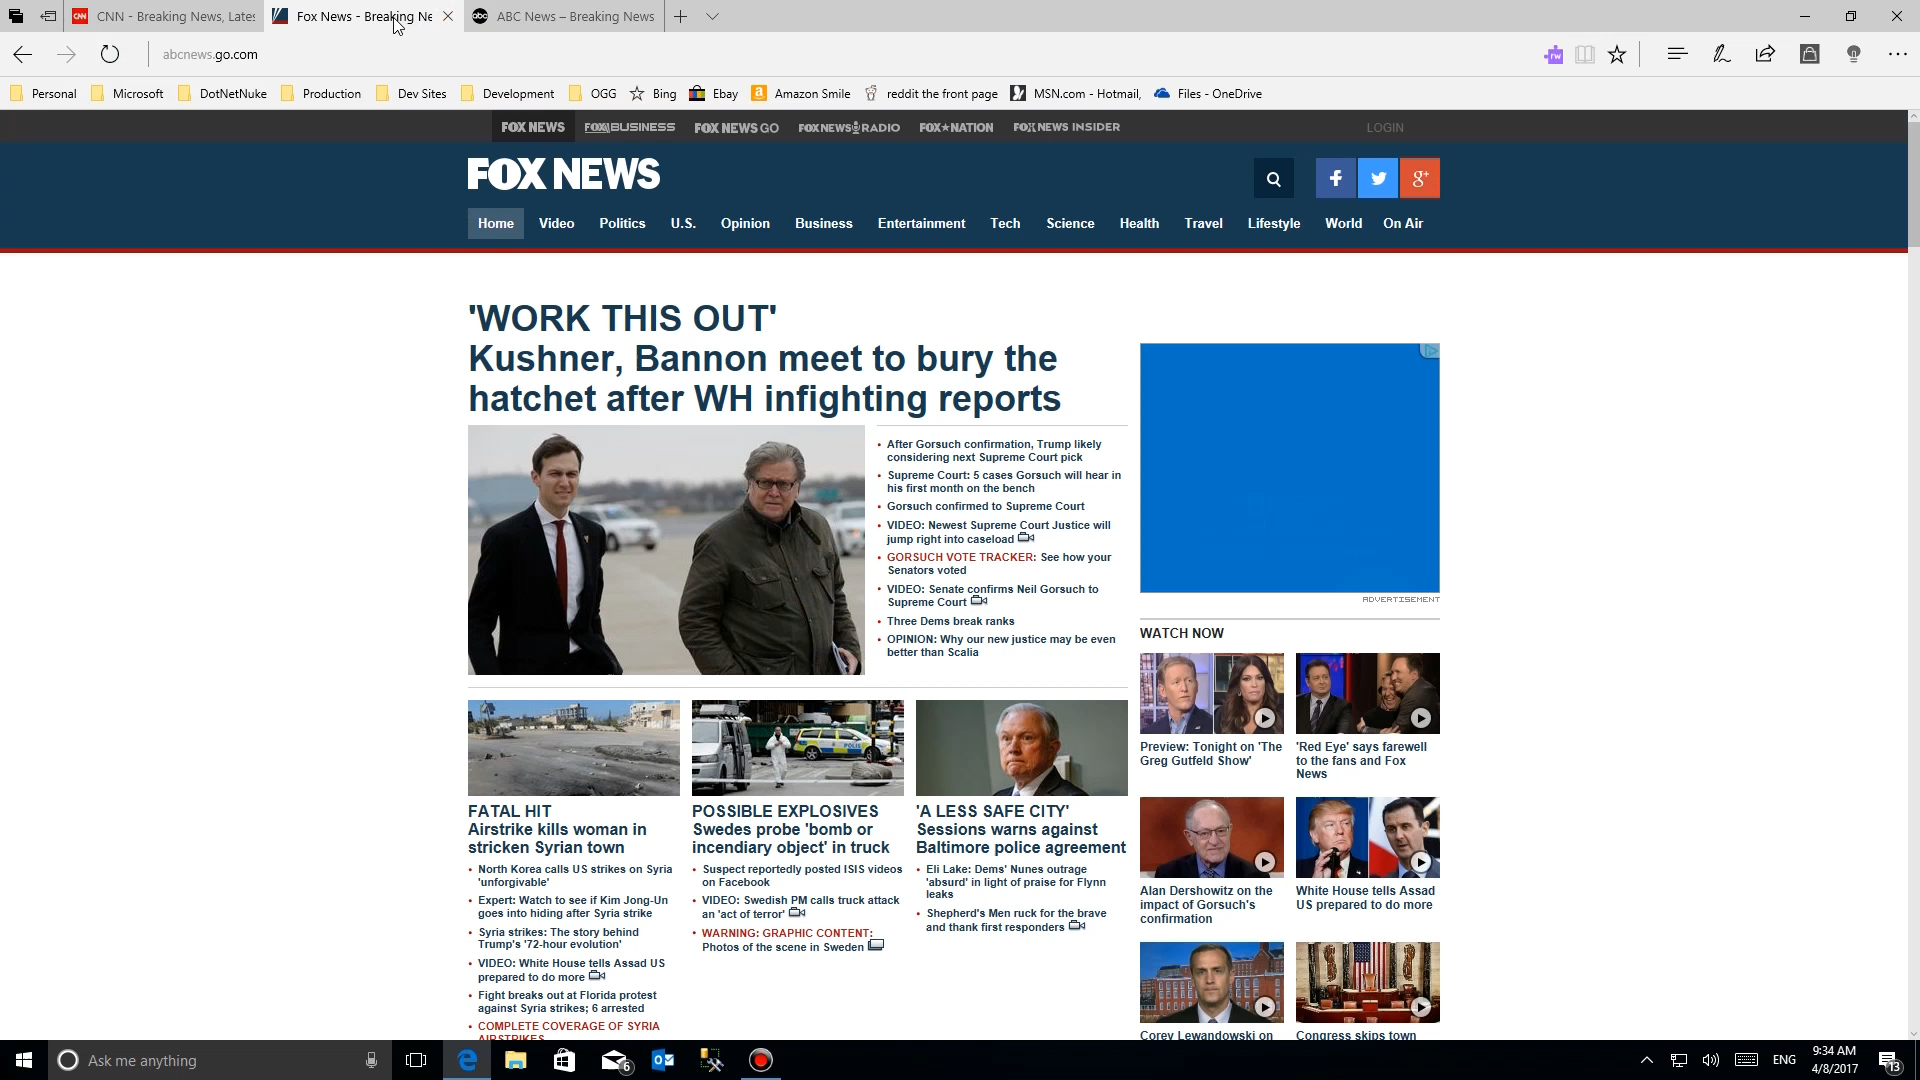 CNN - Breaking News, Lates
Fox News - Breaking Ne
ABC News – Breaking News
abcnews.go.com
Personal Microsoft DotNetNuke Production Dev Sites Development OGG Bing Ebay Amazon Smile reddit the front page MSN.com - Hotmail, Files - OneDrive
FOX NEWS FOX BUSINESS FOX NEWS GO FOX NEWS RADIO FOX NATION FOX NEWS INSIDER LOGIN
FOX NEWS
Home Video Politics U.S. Opinion Business Entertainment Tech Science Health Travel Lifestyle World On Air
'WORK THIS OUT'
Kushner, Bannon meet to bury the
hatchet after WH infighting reports
After Gorsuch confirmation, Trump likely
considering next Supreme Court pick
Supreme Court: 5 cases Gorsuch will hear in
his first month on the bench
Gorsuch confirmed to Supreme Court
VIDEO: Newest Supreme Court Justice will
jump right into caseload
GORSUCH VOTE TRACKER: See how your
Senators voted
VIDEO: Senate confirms Neil Gorsuch to
Supreme Court
Three Dems break ranks
OPINION: Why our new justice may be even
better than Scalia
ADVERTISEMENT
WATCH NOW
Preview: Tonight on 'The
Greg Gutfeld Show'
'Red Eye' says farewell
to the fans and Fox
News
Alan Dershowitz on the
impact of Gorsuch's
confirmation
White House tells Assad
US prepared to do more
Corey Lewandowski on
Congress skips town
FATAL HIT
Airstrike kills woman in
stricken Syrian town
North Korea calls US strikes on Syria
'unforgivable'
Expert: Watch to see if Kim Jong-Un
goes into hiding after Syria strike
Syria strikes: The story behind
Trump's '72-hour evolution'
VIDEO: White House tells Assad US
prepared to do more
Fight breaks out at Florida protest
against Syria strikes; 6 arrested
COMPLETE COVERAGE OF SYRIA
AIRSTRIKES
POLIS
POSSIBLE EXPLOSIVES
Swedes probe 'bomb or
incendiary object' in truck
Suspect reportedly posted ISIS videos
on Facebook
VIDEO: Swedish PM calls truck attack
an 'act of terror'
WARNING: GRAPHIC CONTENT:
Photos of the scene in Sweden
'A LESS SAFE CITY'
Sessions warns against
Baltimore police agreement
Eli Lake: Dems' Nunes outrage
'absurd' in light of praise for Flynn
leaks
Shepherd's Men ruck for the brave
and thank first responders
Ask me anything
6
ENG
9:34 AM
4/8/2017
13